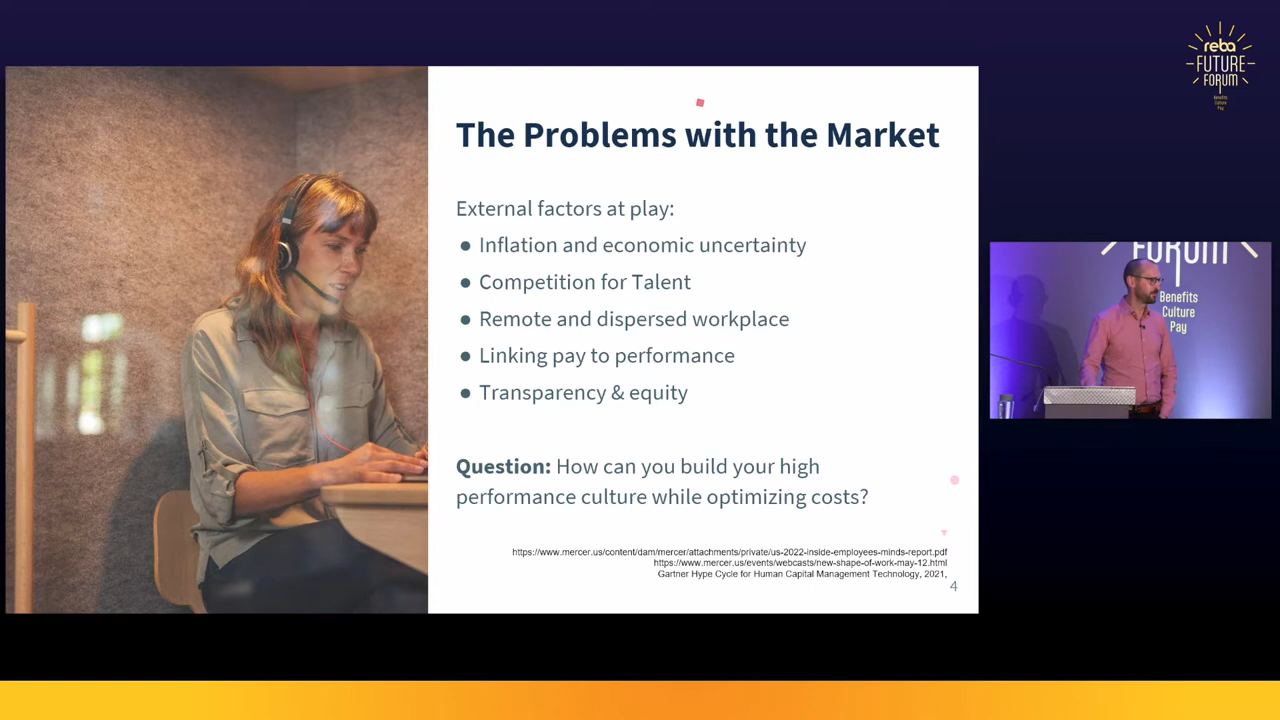 The Problems with the Market
External factors at play:
● Inflation and economic uncertainty
● Competition for Talent
● Remote and dispersed workplace
● Linking pay to performance
● Transparency & equity
Question: How can you build your high
performance culture while optimizing costs?
https://www.mercer.us/content/dam/mercer/attachments/private/us-2022-inside-employees-minds-report.pdf
https://www.mercer.us/events/webcasts/new-shape-of-work-may-12.html
Gartner Hype Cycle for Human Capital Management Technology, 2021,
4
reba
FUTURE
FORUM
Benefits
Culture
Pay
FORUM
Benefits
Culture
Pay